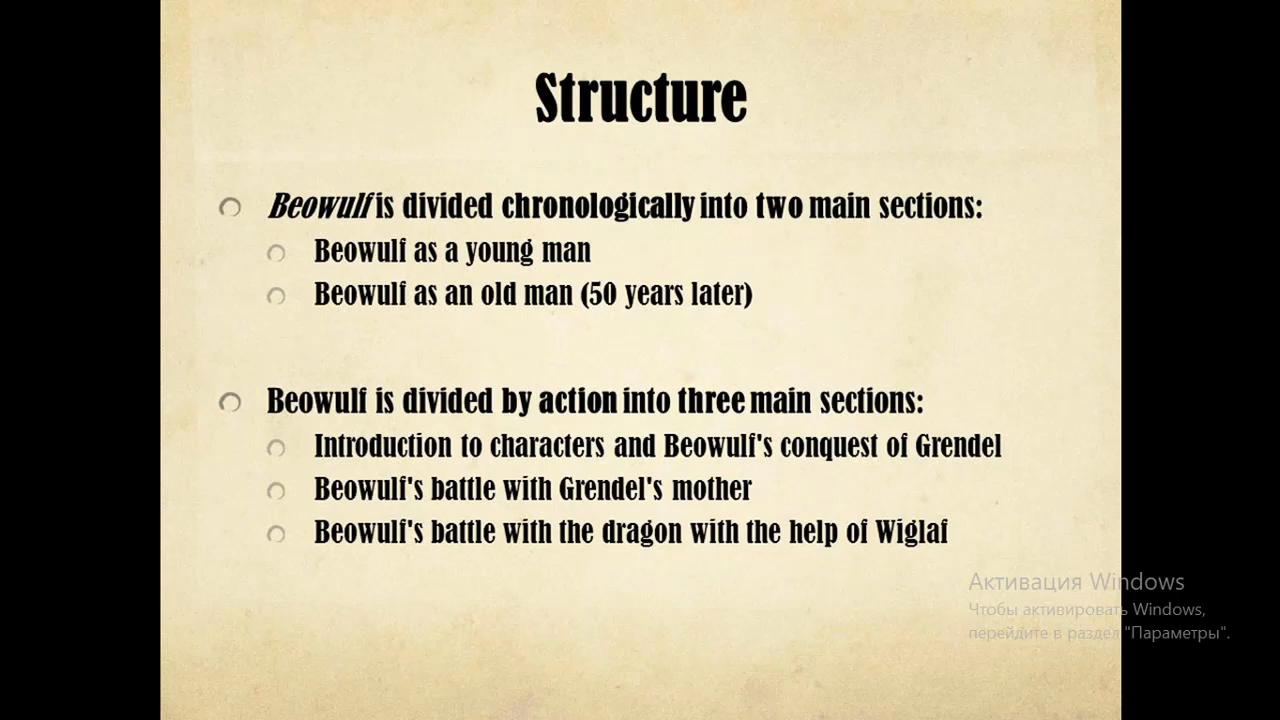 Structure
Beowulf is divided chronologically into two main sections:
Beowulf as a young man
Beowulf as an old man (50 years later)
Beowulf is divided by action into three main sections:
Introduction to characters and Beowulf's conquest of Grendel
Beowulf's battle with Grendel's mother
Beowulf's battle with the dragon with the help of Wiglaf
Активация Windows
Чтобы активировать Windows,
перейдите в раздел "Параметры".